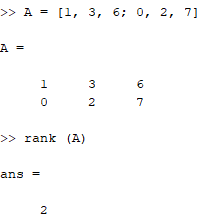 >> A = [1, 3, 6; 0, 2, 7]
A =
1 3 6
0 2 7
>> rank (A)
ans =
2